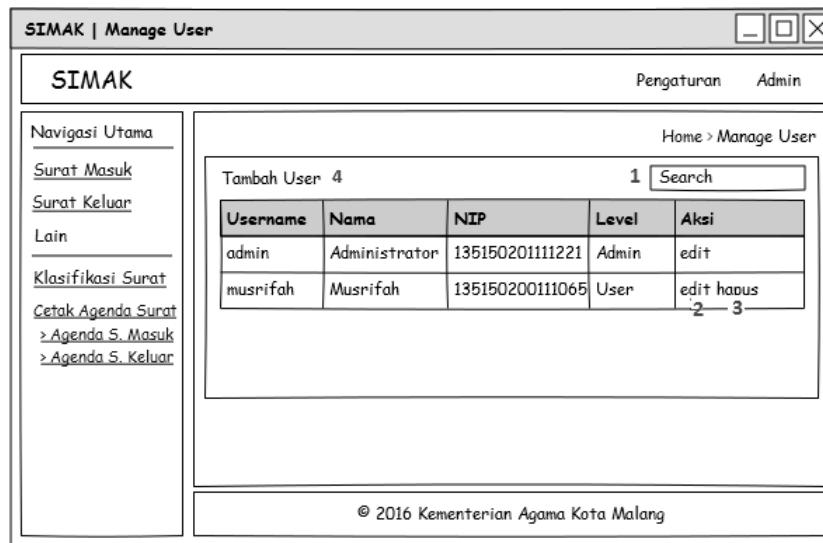 SIMAK | Manage User
SIMAK
Pengaturan Admin
Navigasi Utama
Surat Masuk
Surat Keluar
Lain
Klasifikasi Surat
Cetak Agenda Surat
> Agenda S. Masuk
> Agenda S. Keluar
Home > Manage User
Tambah User 4 1 Search
Username Nama NIP Level Aksi
admin Administrator 135150201111221 Admin edit
musrifah Musrifah 135150200111065 User edit hapus
2 3
© 2016 Kementerian Agama Kota Malang